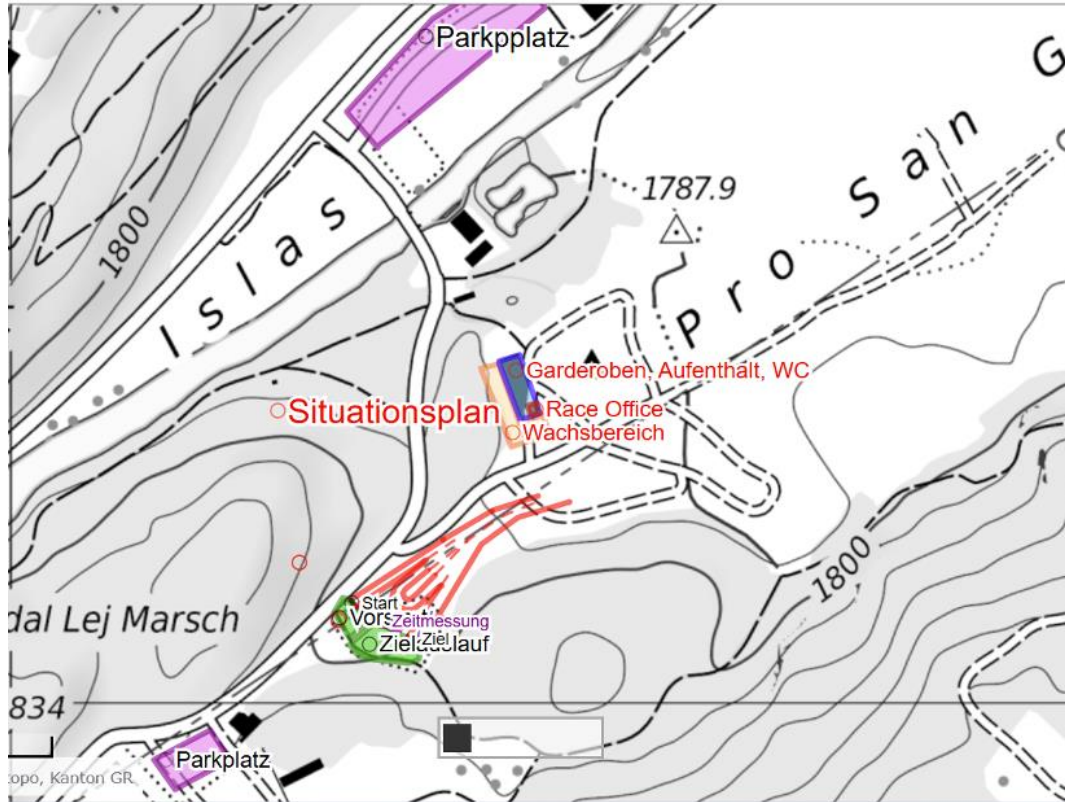 Parkpplatz
G
1787.9
Pro San
1800
Islas
Garderoben, Aufenthalt, WC
Situationsplan
Race Office
Wachsbereich
1800
Start
Zeitmessung
dal Lej Marsch
Ziel
Zielauslauf
834
Parkplatz
topo, Kanton GR